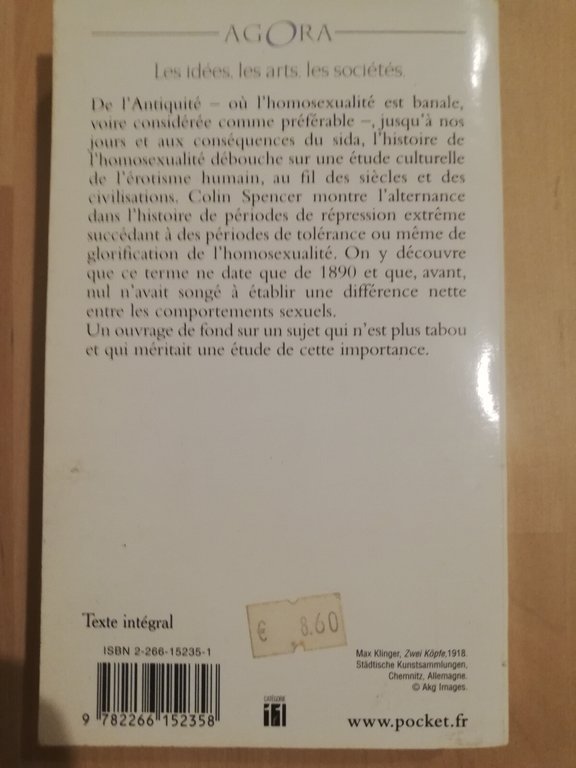 AGORA
Les idées, les arts, les sociétés.
De l'Antiquité – où l'homosexualité est banale,
voire considérée comme préférable –, jusqu'à nos
jours et aux conséquences du sida, l'histoire de
l'homosexualité débouche sur une étude culturelle
de l'érotisme humain, au fil des siècles et des
civilisations. Colin Spencer montre l'alternance
dans l'histoire de périodes de répression extrême
succédant à des périodes de tolérance ou même de
glorification de l'homosexualité. On y découvre
que ce terme ne date que de 1890 et que, avant,
nul n'avait songé à établir une différence nette
entre les comportements sexuels.
Un ouvrage de fond sur un sujet qui n'est plus tabou
et qui méritait une étude de cette importance.
Texte intégral
€ 8.60
ISBN 2-266-15235-1
9 782266 152358
Max Klinger, Zwei Köpfe,1918.
Städtische Kunstsammlungen,
Chemnitz, Allemagne.
© Akg Images.
CATÉGORIE
www.pocket.fr